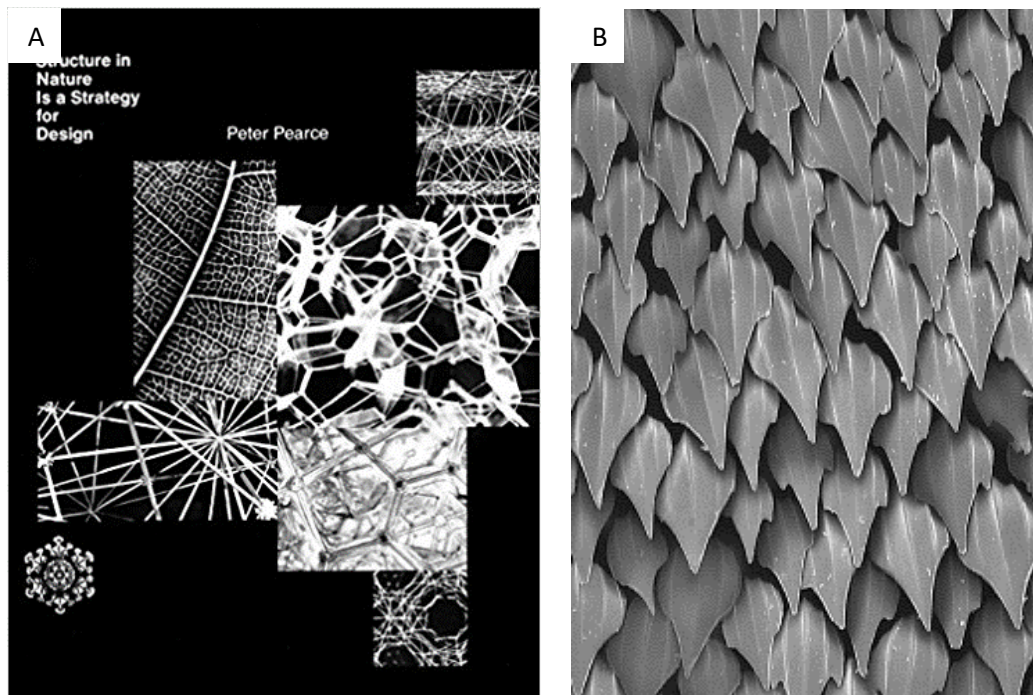 A
Structure in
Nature
Is a Strategy
for
Design
Peter Pearce
B